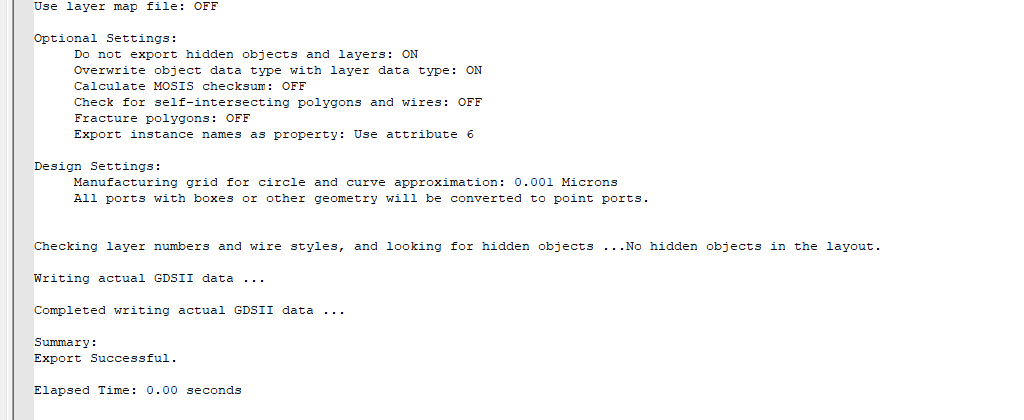 Use layer map file: OFF
Optional Settings:
Do not export hidden objects and layers: ON
Overwrite object data type with layer data type: ON
Calculate MOSIS checksum: OFF
Check for self-intersecting polygons and wires: OFF
Fracture polygons: OFF
Export instance names as property: Use attribute 6
Design Settings:
Manufacturing grid for circle and curve approximation: 0.001 Microns
All ports with boxes or other geometry will be converted to point ports.
Checking layer numbers and wire styles, and looking for hidden objects ...No hidden objects in the layout.
Writing actual GDSII data ...
Completed writing actual GDSII data ...
Summary:
Export Successful.
Elapsed Time: 0.00 seconds